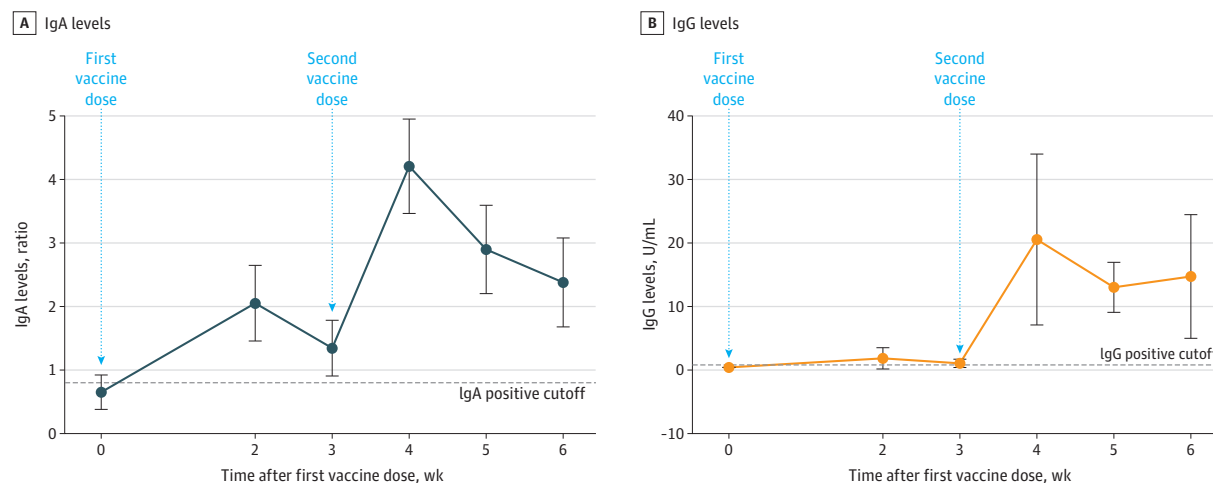 A IgA levels
First
vaccine
dose
Second
vaccine
dose
5
4
3
2
1
0
IgA levels, ratio
IgA positive cutoff
0 2 3 4 5 6
Time after first vaccine dose, wk
B IgG levels
First
vaccine
dose
Second
vaccine
dose
40
30
20
10
0
-10
IgG levels, U/mL
IgG positive cutoff
0 2 3 4 5 6
Time after first vaccine dose, wk